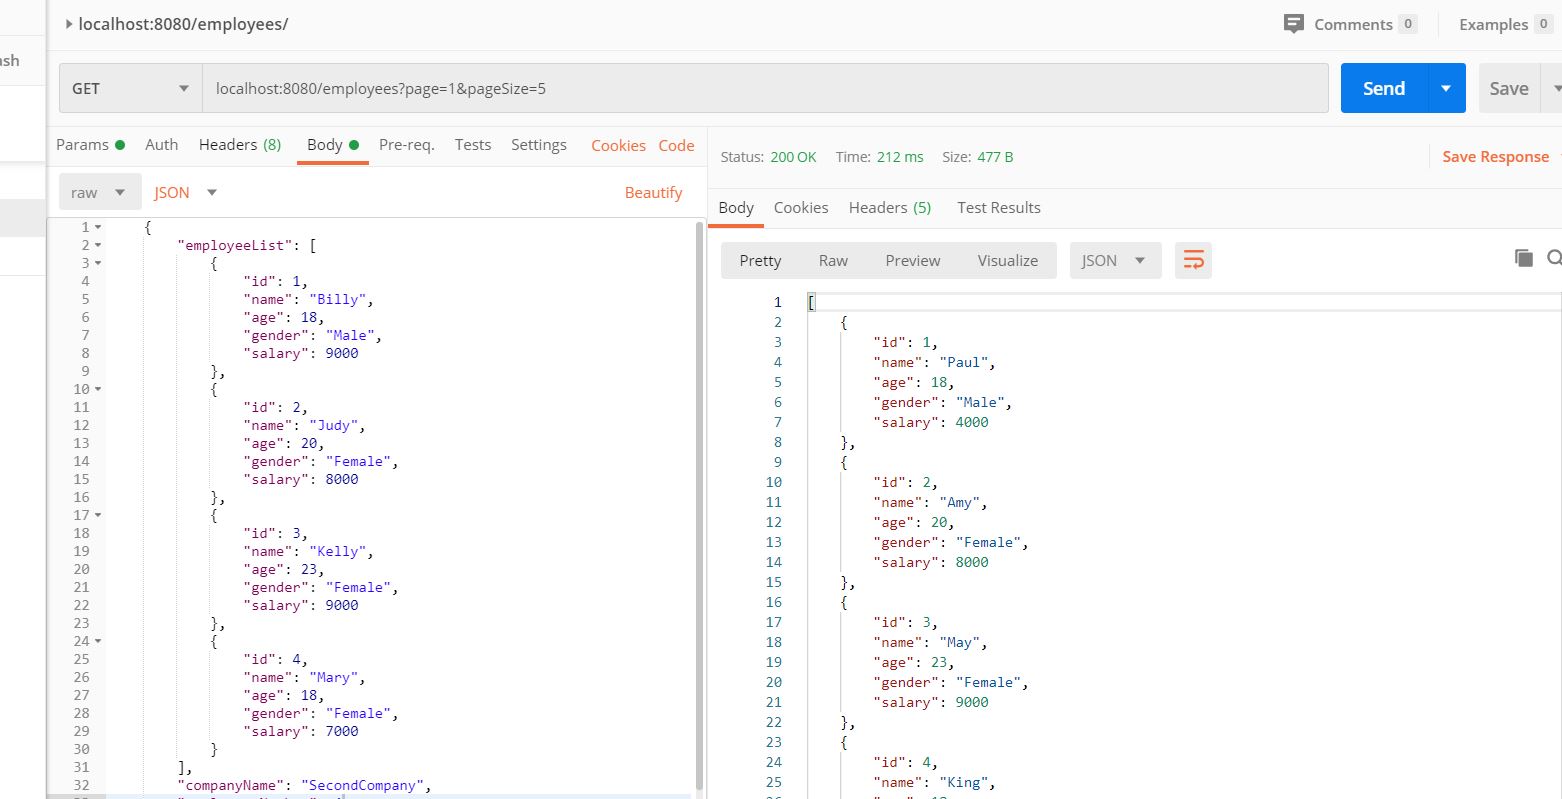 localhost:8080/employees/
Comments 0
Examples 0
GET
localhost:8080/employees?page=1&pageSize=5
Send
Save
Params
Auth
Headers (8)
Body
Pre-req.
Tests
Settings
Cookies
Code
raw
JSON
Beautify
1 {
2 "employeeList": [
3 {
4 "id": 1,
5 "name": "Billy",
6 "age": 18,
7 "gender": "Male",
8 "salary": 9000
9 },
10 {
11 "id": 2,
12 "name": "Judy",
13 "age": 20,
14 "gender": "Female",
15 "salary": 8000
16 },
17 {
18 "id": 3,
19 "name": "Kelly",
20 "age": 23,
21 "gender": "Female",
22 "salary": 9000
23 },
24 {
25 "id": 4,
26 "name": "Mary",
27 "age": 18,
28 "gender": "Female",
29 "salary": 7000
30 }
31 ],
32 "companyName": "SecondCompany",
Status: 200 OK Time: 212 ms Size: 477 B
Save Response
Body
Cookies
Headers (5)
Test Results
Pretty
Raw
Preview
Visualize
JSON
1 [
2 {
3 "id": 1,
4 "name": "Paul",
5 "age": 18,
6 "gender": "Male",
7 "salary": 4000
8 },
9 {
10 "id": 2,
11 "name": "Amy",
12 "age": 20,
13 "gender": "Female",
14 "salary": 8000
15 },
16 {
17 "id": 3,
18 "name": "May",
19 "age": 23,
20 "gender": "Female",
21 "salary": 9000
22 },
23 {
24 "id": 4,
25 "name": "King",